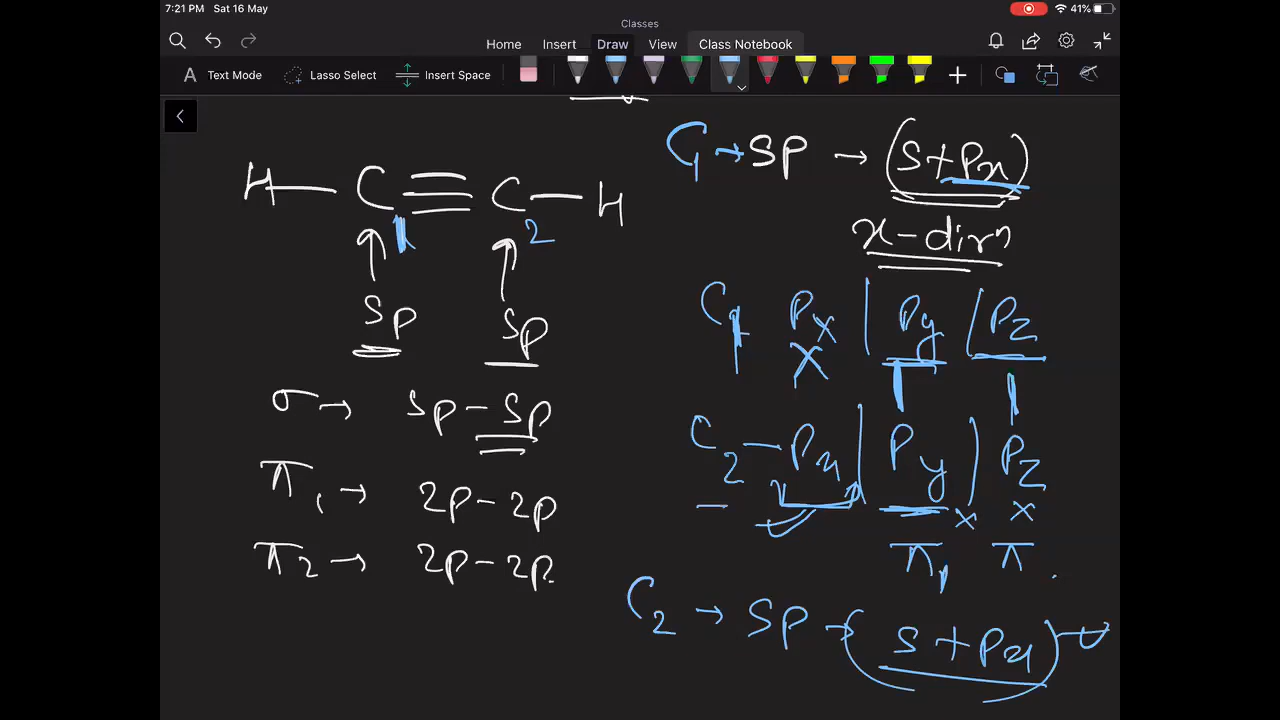 7:21 PM Sat 16 May
41%
Classes
Home Insert Draw View Class Notebook
A Text Mode Lasso Select Insert Space
H—C≡C—H
1 2
sp sp
σ → sp – sp
π1 → 2p – 2p
π2 → 2p – 2p.
C1 → SP → (S+Px)
x-dirn
C1 Px | Py | Pz
X
C2 – Px | Py | Pz
x x
π1 π
C2 → SP → (S + Px)